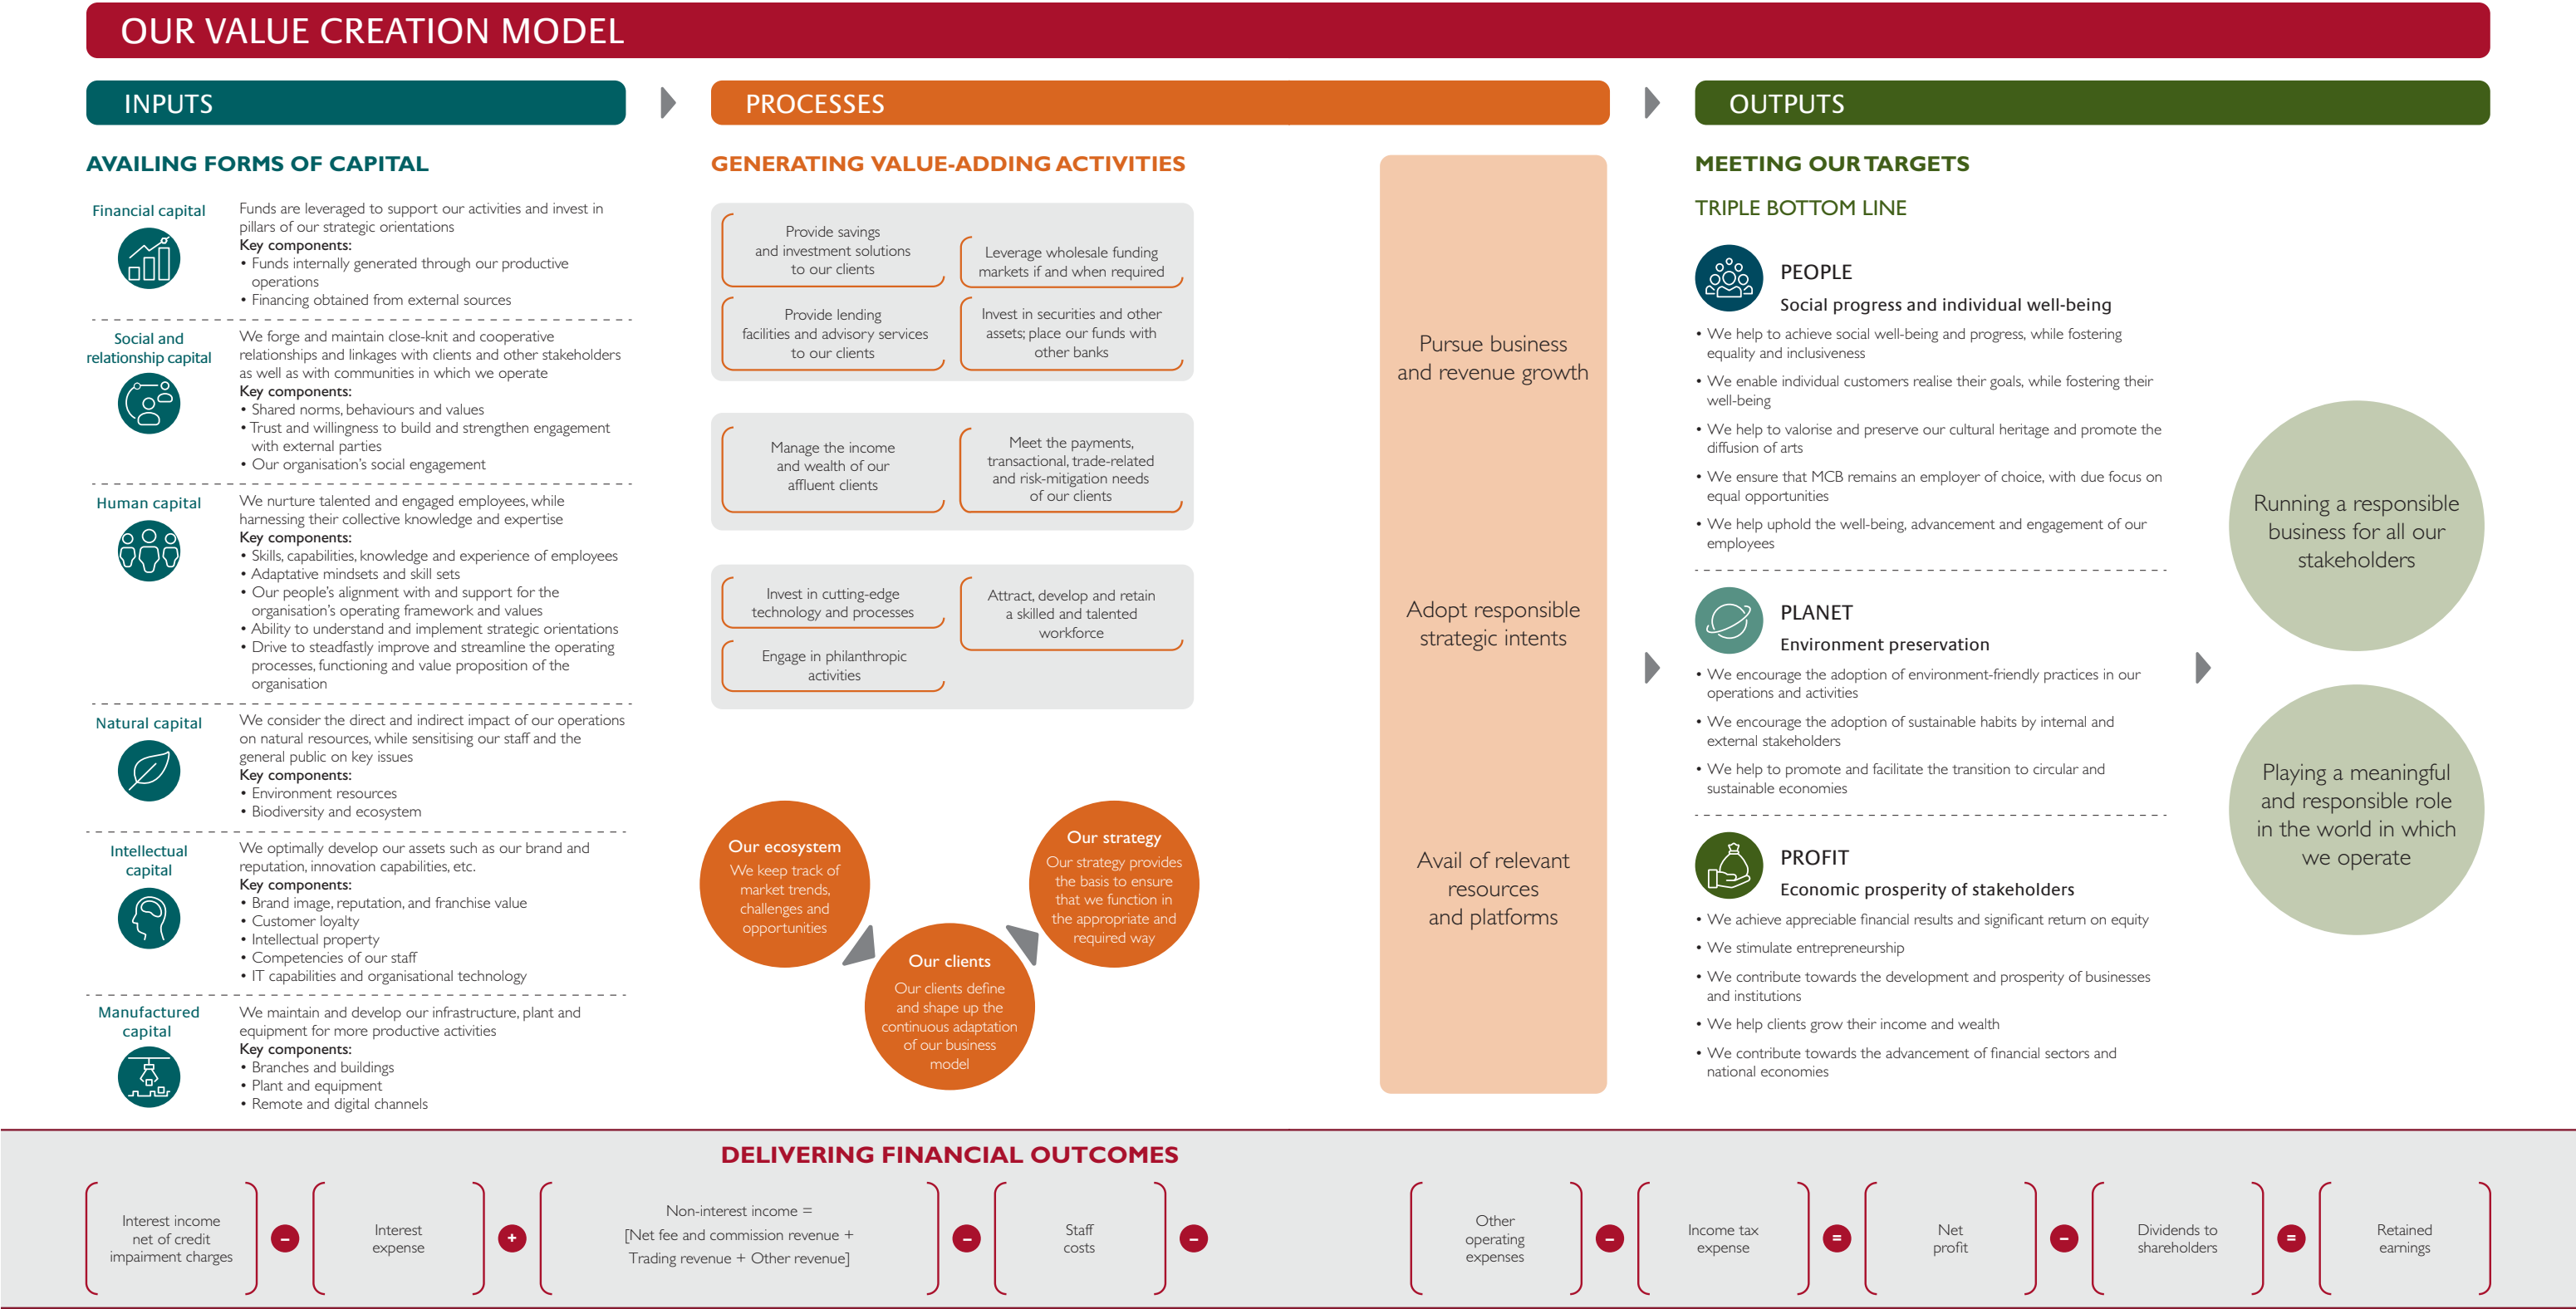 OUR VALUE CREATION MODEL
INPUTS
PROCESSES
OUTPUTS
AVAILING FORMS OF CAPITAL
Financial capital
Funds are leveraged to support our activities and invest in
pillars of our strategic orientations
Key components:
• Funds internally generated through our productive
operations
• Financing obtained from external sources
Social and
relationship capital
We forge and maintain close-knit and cooperative
relationships and linkages with clients and other stakeholders
as well as with communities in which we operate
Key components:
• Shared norms, behaviours and values
• Trust and willingness to build and strengthen engagement
with external parties
• Our organisation's social engagement
Human capital
We nurture talented and engaged employees, while
harnessing their collective knowledge and expertise
Key components:
• Skills, capabilities, knowledge and experience of employees
• Adaptative mindsets and skill sets
• Our people's alignment with and support for the
organisation's operating framework and values
• Ability to understand and implement strategic orientations
• Drive to steadfastly improve and streamline the operating
processes, functioning and value proposition of the
organisation
Natural capital
We consider the direct and indirect impact of our operations
on natural resources, while sensitising our staff and the
general public on key issues
Key components:
• Environment resources
• Biodiversity and ecosystem
Intellectual
capital
We optimally develop our assets such as our brand and
reputation, innovation capabilities, etc.
Key components:
• Brand image, reputation, and franchise value
• Customer loyalty
• Intellectual property
• Competencies of our staff
• IT capabilities and organisational technology
Manufactured
capital
We maintain and develop our infrastructure, plant and
equipment for more productive activities
Key components:
• Branches and buildings
• Plant and equipment
• Remote and digital channels
GENERATING VALUE-ADDING ACTIVITIES
Provide savings
and investment solutions
to our clients
Leverage wholesale funding
markets if and when required
Provide lending
facilities and advisory services
to our clients
Invest in securities and other
assets; place our funds with
other banks
Manage the income
and wealth of our
affluent clients
Meet the payments,
transactional, trade-related
and risk-mitigation needs
of our clients
Invest in cutting-edge
technology and processes
Attract, develop and retain
a skilled and talented
workforce
Engage in philanthropic
activities
Our ecosystem
We keep track of
market trends,
challenges and
opportunities
Our clients
Our clients define
and shape up the
continuous adaptation
of our business
model
Our strategy
Our strategy provides
the basis to ensure
that we function in
the appropriate and
required way
Pursue business
and revenue growth
Adopt responsible
strategic intents
Avail of relevant
resources
and platforms
MEETING OUR TARGETS
TRIPLE BOTTOM LINE
PEOPLE
Social progress and individual well-being
• We help to achieve social well-being and progress, while fostering
equality and inclusiveness
• We enable individual customers realise their goals, while fostering their
well-being
• We help to valorise and preserve our cultural heritage and promote the
diffusion of arts
• We ensure that MCB remains an employer of choice, with due focus on
equal opportunities
• We help uphold the well-being, advancement and engagement of our
employees
PLANET
Environment preservation
• We encourage the adoption of environment-friendly practices in our
operations and activities
• We encourage the adoption of sustainable habits by internal and
external stakeholders
• We help to promote and facilitate the transition to circular and
sustainable economies
PROFIT
Economic prosperity of stakeholders
• We achieve appreciable financial results and significant return on equity
• We stimulate entrepreneurship
• We contribute towards the development and prosperity of businesses
and institutions
• We help clients grow their income and wealth
• We contribute towards the advancement of financial sectors and
national economies
Running a responsible
business for all our
stakeholders
Playing a meaningful
and responsible role
in the world in which
we operate
DELIVERING FINANCIAL OUTCOMES
Interest income
net of credit
impairment charges
–
Interest
expense
+
Non-interest income =
[Net fee and commission revenue +
Trading revenue + Other revenue]
–
Staff
costs
–
Other
operating
expenses
–
Income tax
expense
=
Net
profit
–
Dividends to
shareholders
=
Retained
earnings